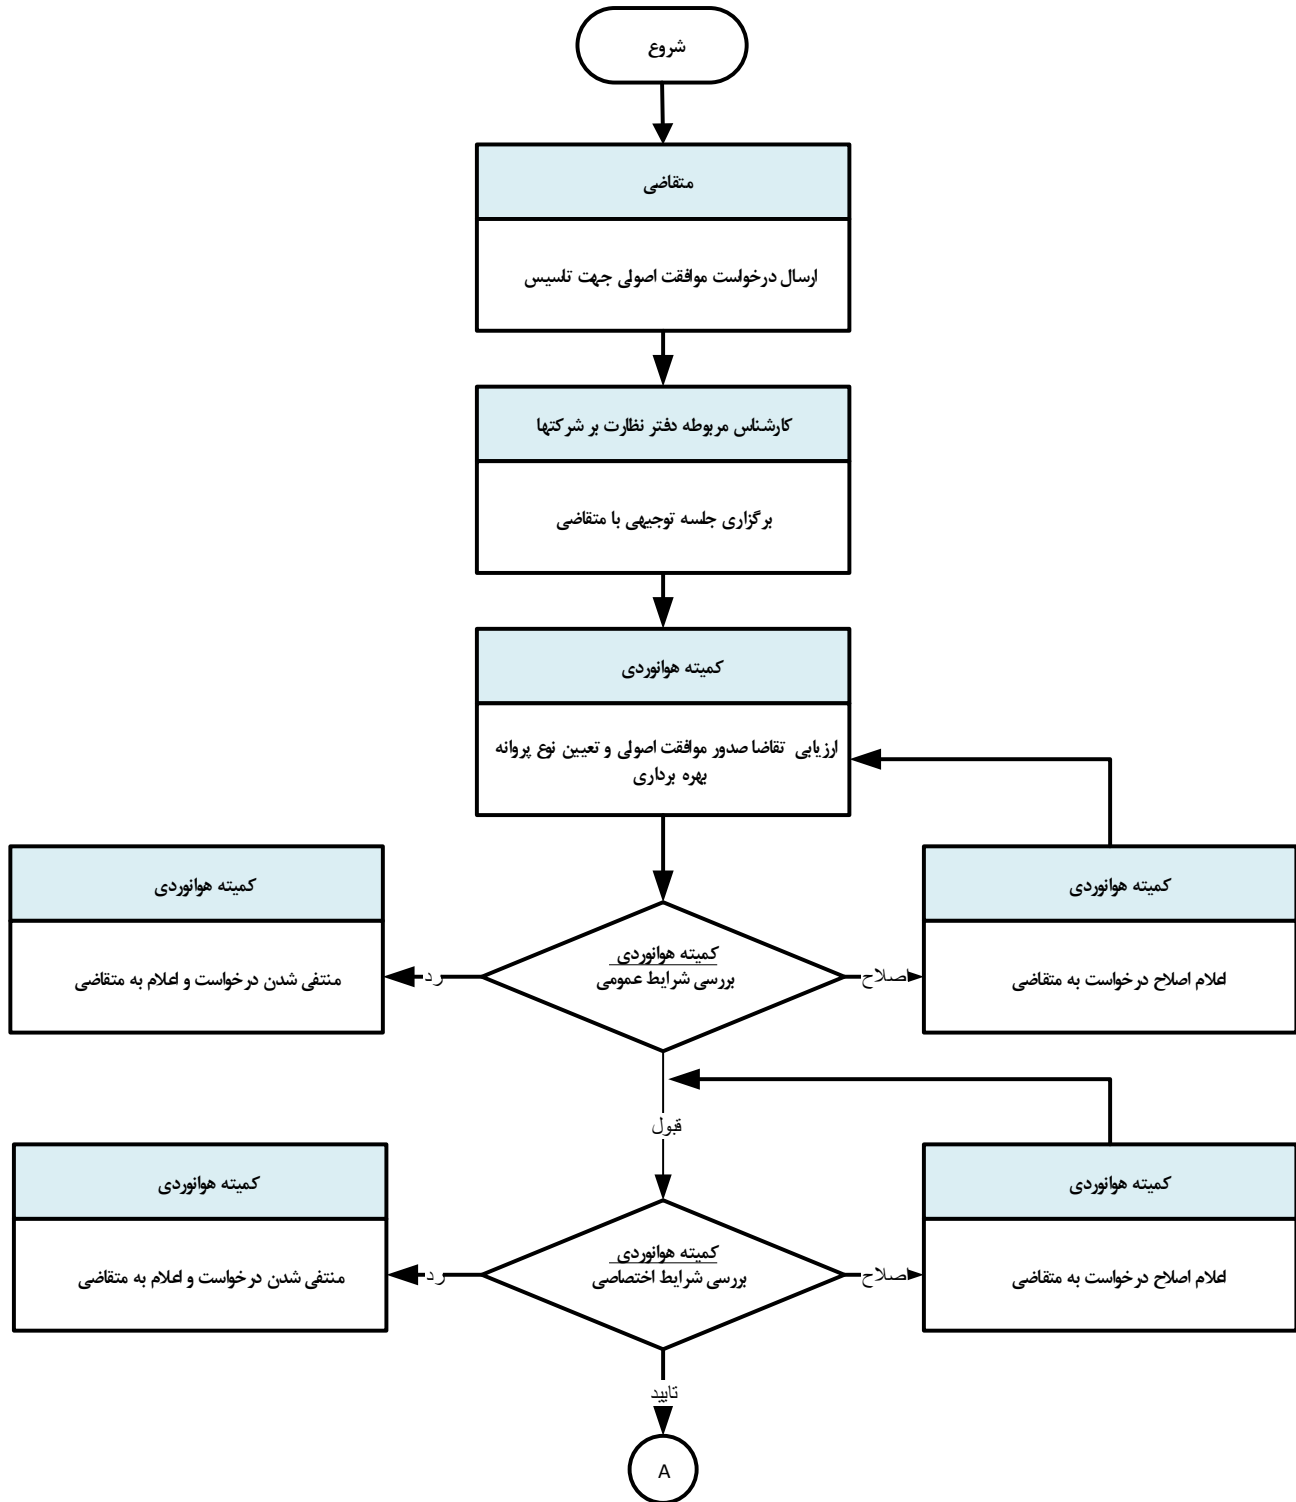 شروع
متقاضی
ارسال درخواست موافقت اصولی جهت تاسیس
کارشناس مربوطه دفتر نظارت بر شرکتها
برگزاری جلسه توجیهی با متقاضی
کمیته هوانوردی
ارزیابی تقاضا صدور موافقت اصولی و تعیین نوع پروانه
بهره برداری
کمیته هوانوردی
اعلام اصلاح درخواست به متقاضی
اصلاح
کمیته هوانوردی
بررسی شرایط عمومی
رد
کمیته هوانوردی
منتفی شدن درخواست و اعلام به متقاضی
قبول
کمیته هوانوردی
اعلام اصلاح درخواست به متقاضی
اصلاح
کمیته هوانوردی
بررسی شرایط اختصاصی
رد
کمیته هوانوردی
منتفی شدن درخواست و اعلام به متقاضی
تایید
A